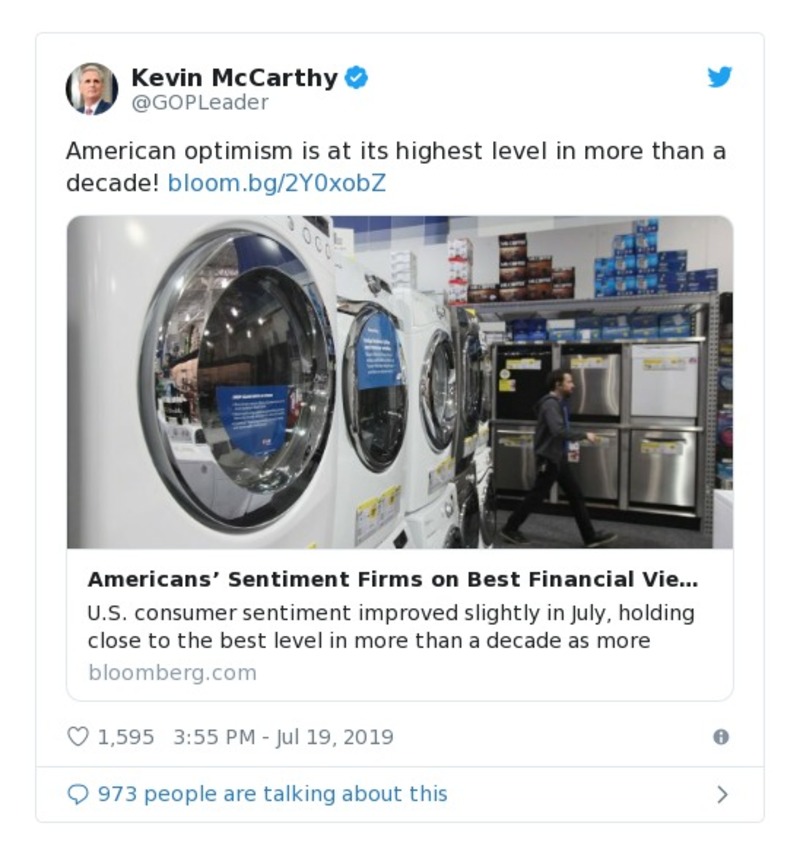 Kevin McCarthy
@GOPLeader
American optimism is at its highest level in more than a
decade! bloom.bg/2Y0xobZ
Americans’ Sentiment Firms on Best Financial Vie...
U.S. consumer sentiment improved slightly in July, holding
close to the best level in more than a decade as more
bloomberg.com
1,595 3:55 PM - Jul 19, 2019
973 people are talking about this